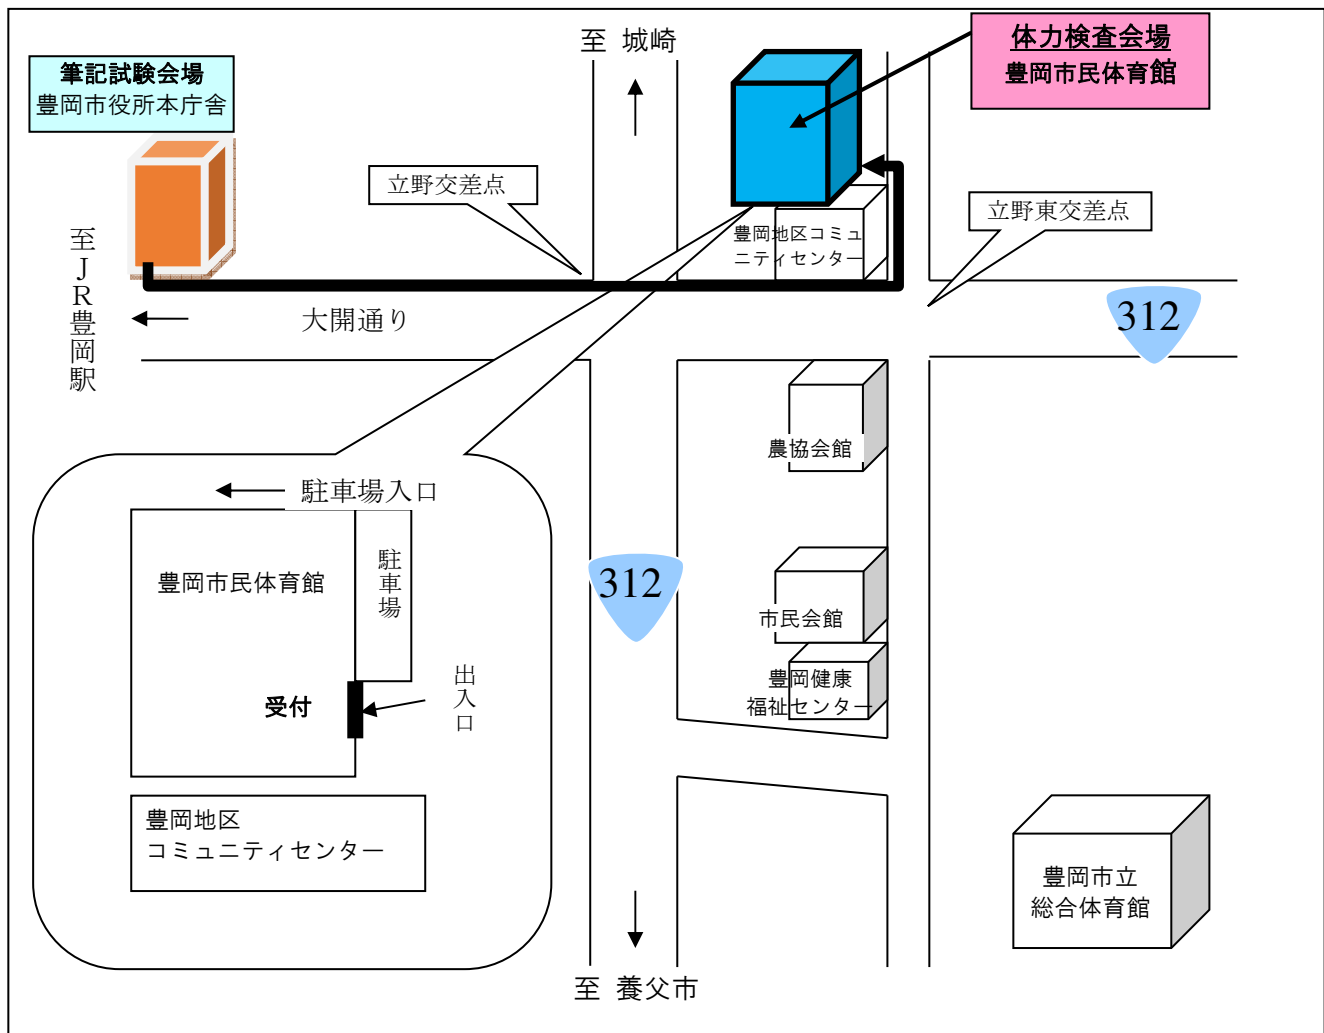 至 城崎
体力検査会場
豊岡市民体育館
筆記試験会場
豊岡市役所本庁舎
立野交差点
立野東交差点
豊岡地区コミュ
ニティセンター
至JR豊岡駅
大開通り
312
農協会館
駐車場入口
豊岡市民体育館
駐車場
312
市民会館
出入口
受付
豊岡健康
福祉センター
豊岡地区
コミュニティセンター
豊岡市立
総合体育館
至 養父市